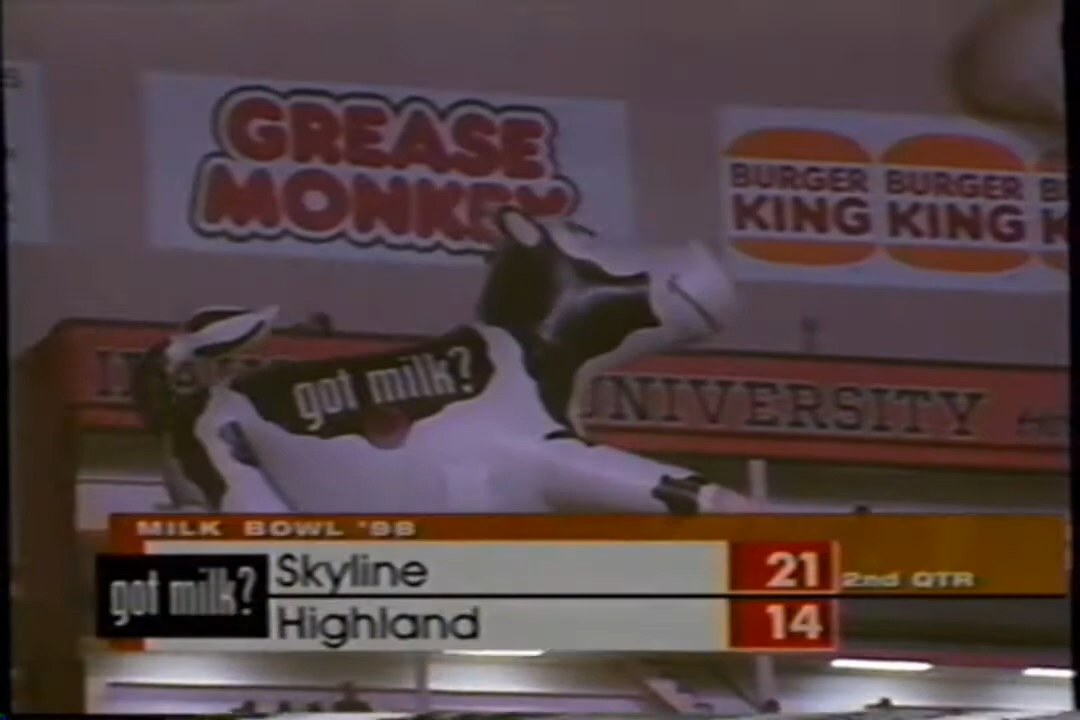 GREASE
MONKEY
BURGER BURGER
KING KING
got milk?
UNIVERSITY
MILK BOWL '98
got milk?
Skyline 21
2nd QTR
Highland 14